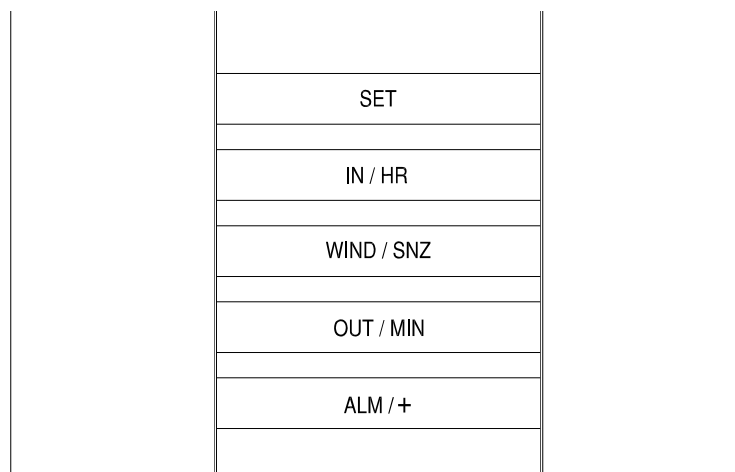 SET
IN / HR
WIND / SNZ
OUT / MIN
ALM / +